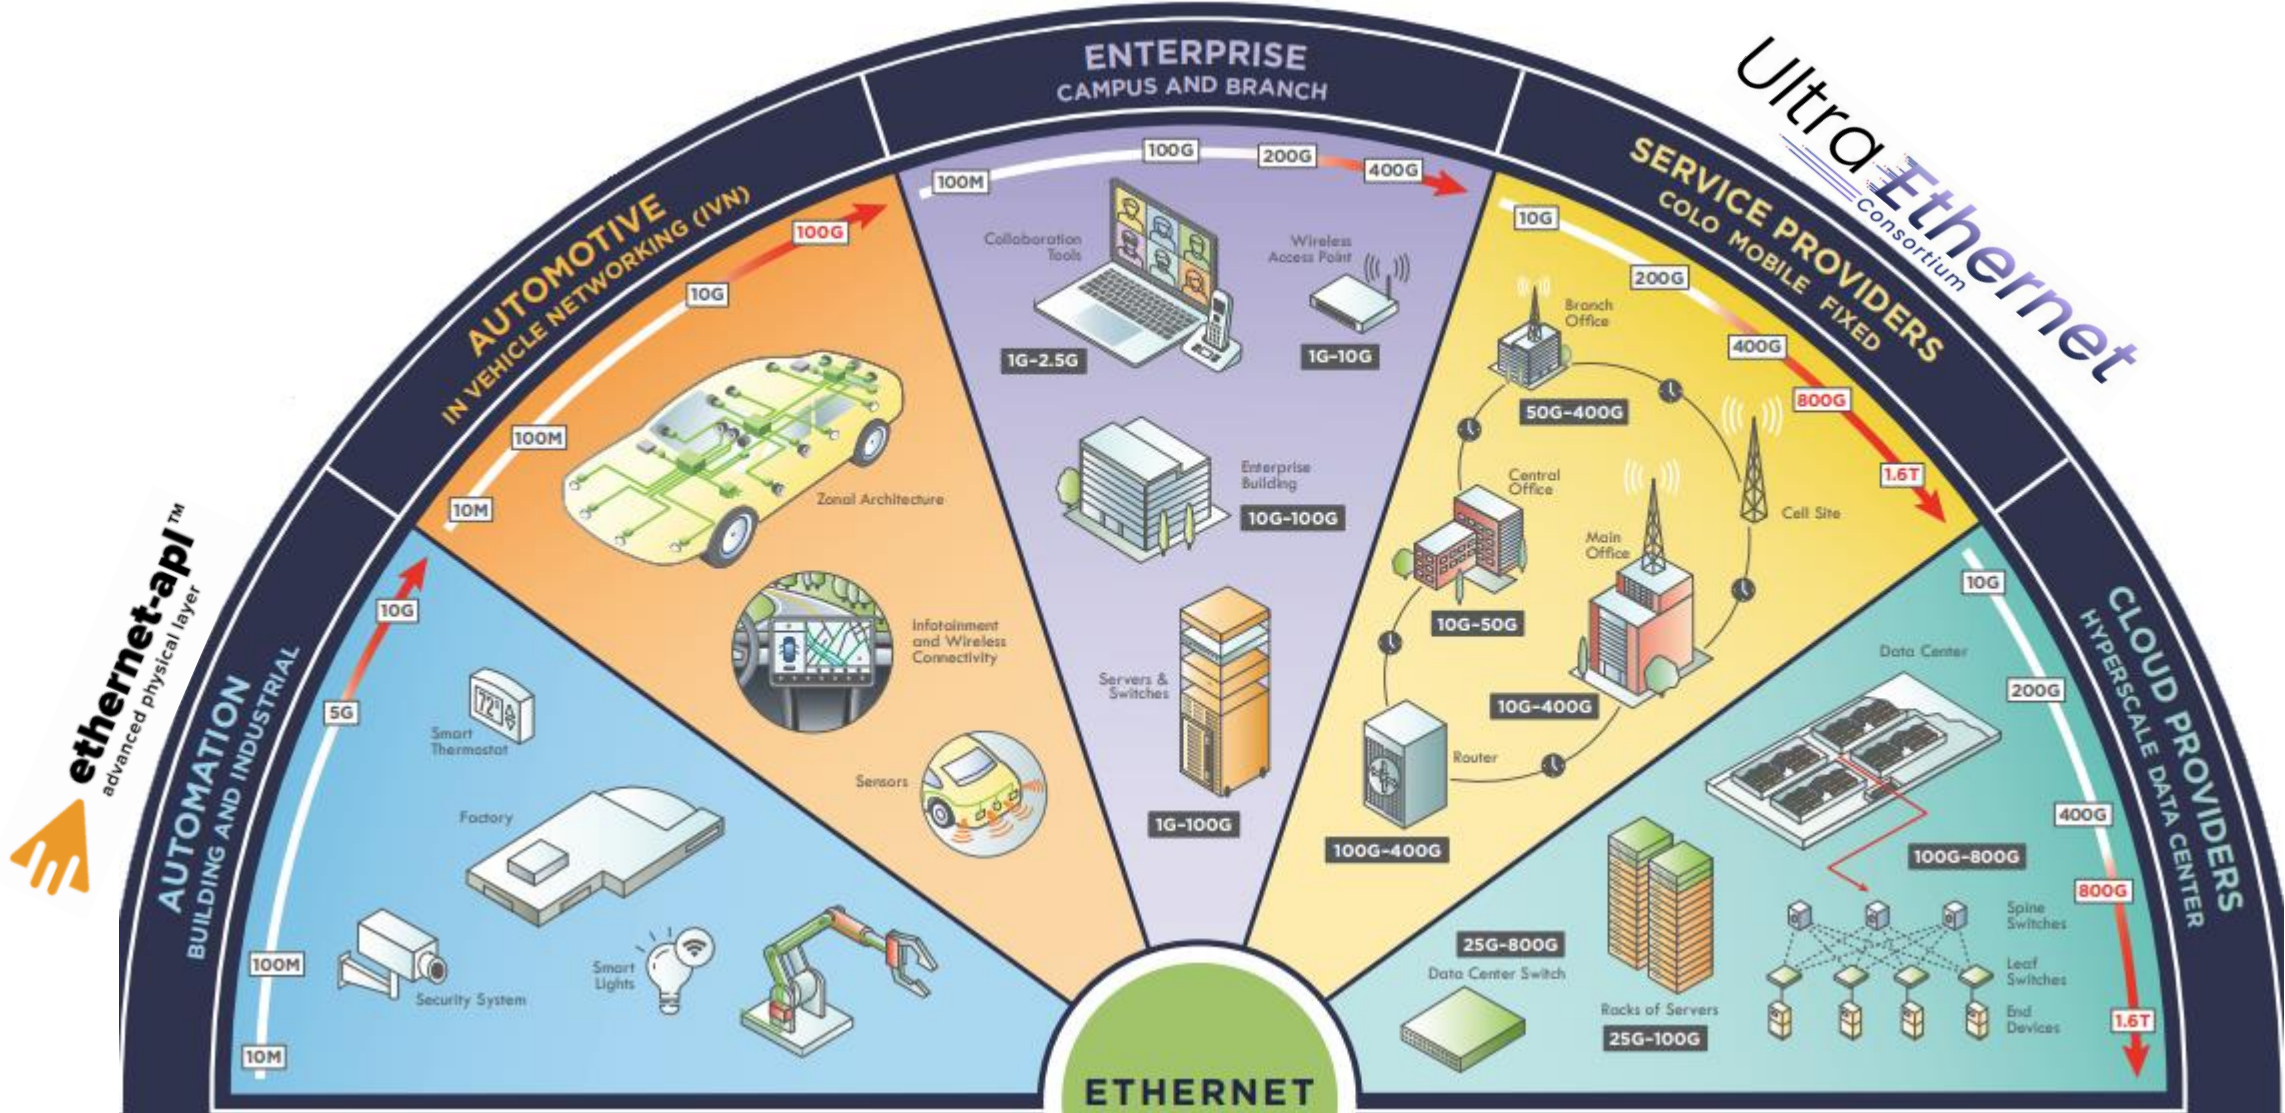 ethernet-apl™
advanced physical layer
AUTOMATION
BUILDING AND INDUSTRIAL
10M
100M
5G
10G
Smart
Thermostat
72°
Factory
Security System
Smart
Lights
AUTOMOTIVE
IN VEHICLE NETWORKING (IVN)
10M
100M
10G
100G
Zonal Architecture
Infotainment
and Wireless
Connectivity
Sensors
ENTERPRISE
CAMPUS AND BRANCH
100M
100G
200G
400G
Collaboration
Tools
1G-2.5G
Wireless
Access Point
1G-10G
Enterprise
Building
10G-100G
Servers &
Switches
1G-100G
Ultra
Ethernet
Consortium
SERVICE PROVIDERS
COLO MOBILE FIXED
10G
200G
400G
800G
1.6T
Branch
Office
50G-400G
Central
Office
10G-50G
Cell Site
Main
Office
10G-400G
Router
100G-400G
CLOUD PROVIDERS
HYPERSCALE DATA CENTER
10G
200G
400G
800G
1.6T
Data Center
100G-800G
Spine
Switches
Leaf
Switches
End
Devices
25G-800G
Data Center Switch
Racks of Servers
25G-100G
ETHERNET